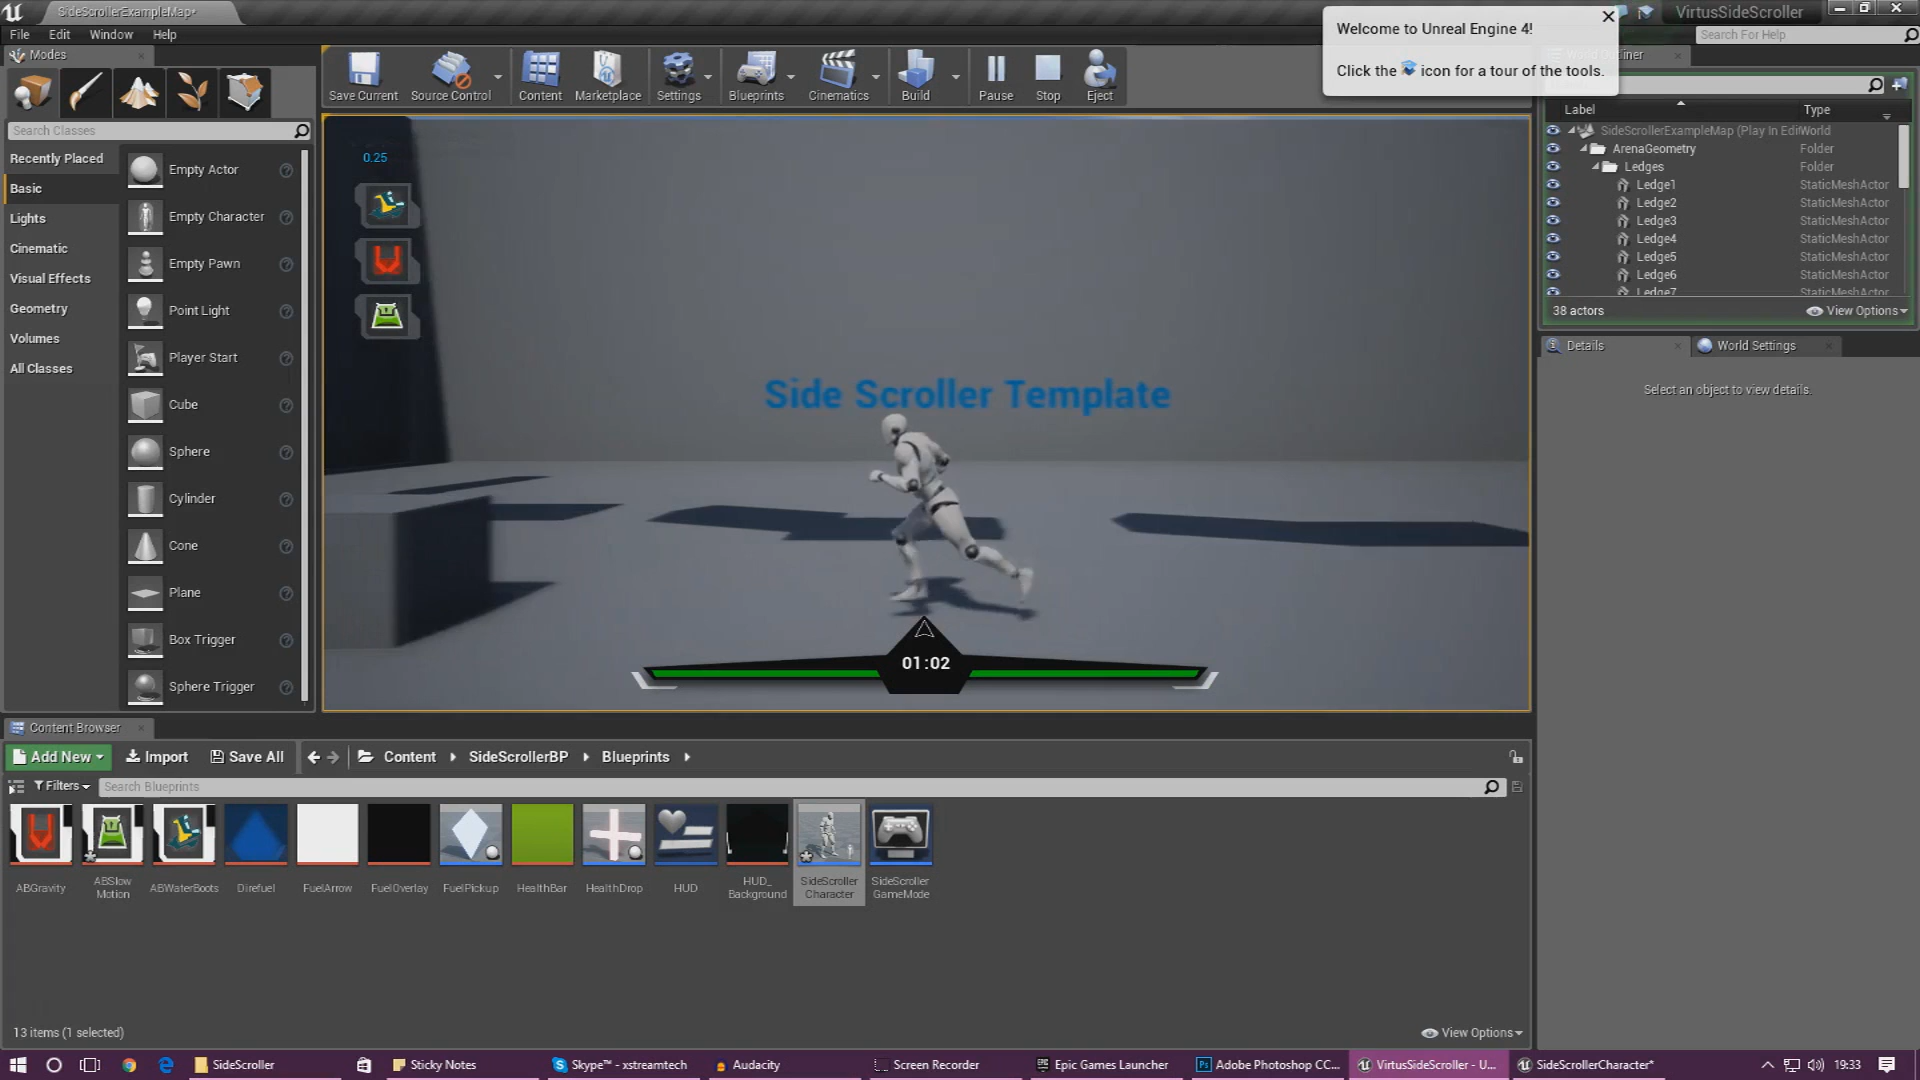 SideScrollerExampleMap*
VirtusSideScroller
File Edit Window Help
Search For Help
Welcome to Unreal Engine 4!
Click the icon for a tour of the tools.
Modes
Search Classes
Recently Placed
Basic
Lights
Cinematic
Visual Effects
Geometry
Volumes
All Classes
Empty Actor
Empty Character
Empty Pawn
Point Light
Player Start
Cube
Sphere
Cylinder
Cone
Plane
Box Trigger
Sphere Trigger
Save Current
Source Control
Content
Marketplace
Settings
Blueprints
Cinematics
Build
Pause
Stop
Eject
0.25
Side Scroller Template
01:02
World Outliner
Label Type
SideScrollerExampleMap (Play In Edi World
ArenaGeometry Folder
Ledges Folder
Ledge1 StaticMeshActor
Ledge2 StaticMeshActor
Ledge3 StaticMeshActor
Ledge4 StaticMeshActor
Ledge5 StaticMeshActor
Ledge6 StaticMeshActor
Ledge7 StaticMeshActor
38 actors View Options
Details World Settings
Select an object to view details.
Content Browser
Add New Import Save All Content SideScrollerBP Blueprints
Filters Search Blueprints
ABGravity
ABSlow
Motion
ABWaterBoots
Direfuel
FuelArrow
FuelOverlay
FuelPickup
HealthBar
HealthDrop
HUD
HUD_
Background
SideScroller
Character
SideScroller
GameMode
13 items (1 selected) View Options
SideScroller
Sticky Notes
Skype™ - xstreamtech
Audacity
Screen Recorder
Epic Games Launcher
Ps Adobe Photoshop CC...
VirtusSideScroller - U...
SideScrollerCharacter*
19:33